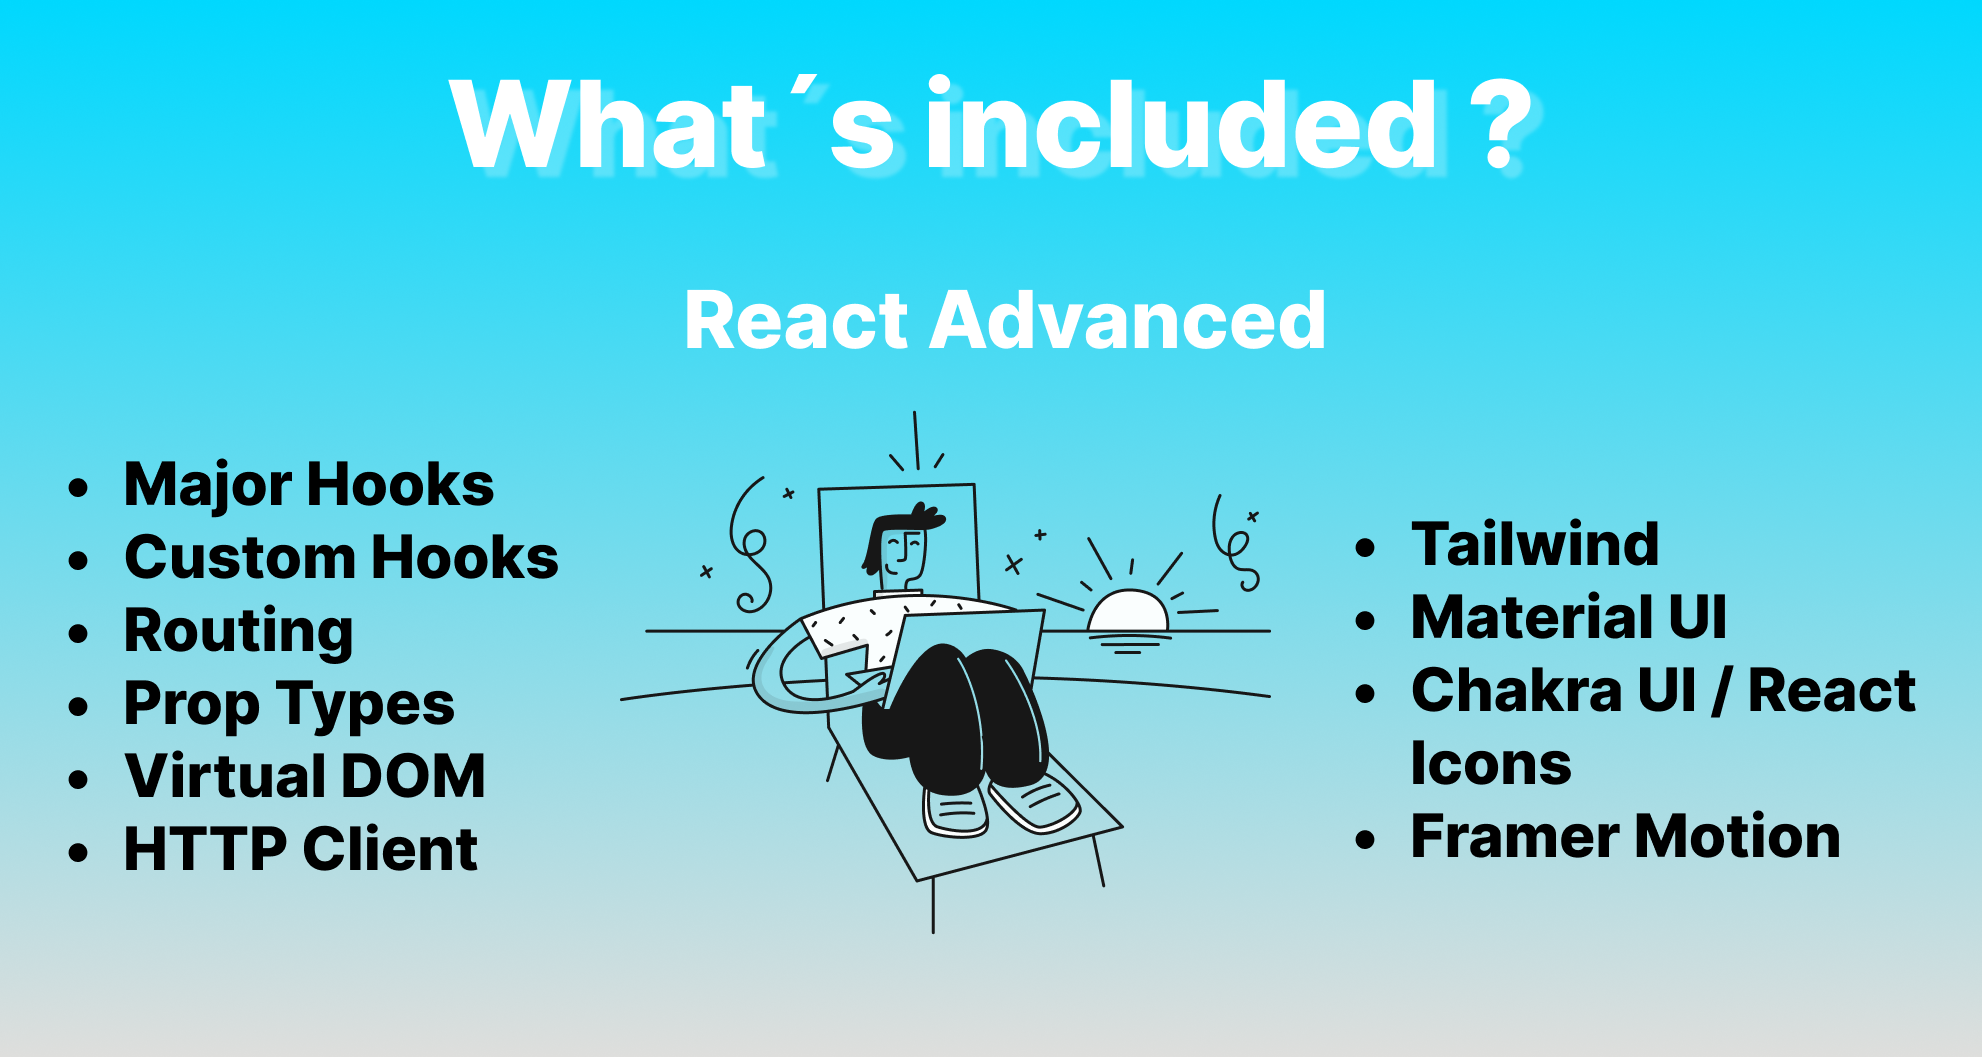 What´s included ?
React Advanced
• Major Hooks
• Custom Hooks
• Routing
• Prop Types
• Virtual DOM
• HTTP Client
• Tailwind
• Material UI
• Chakra UI / React
Icons
• Framer Motion